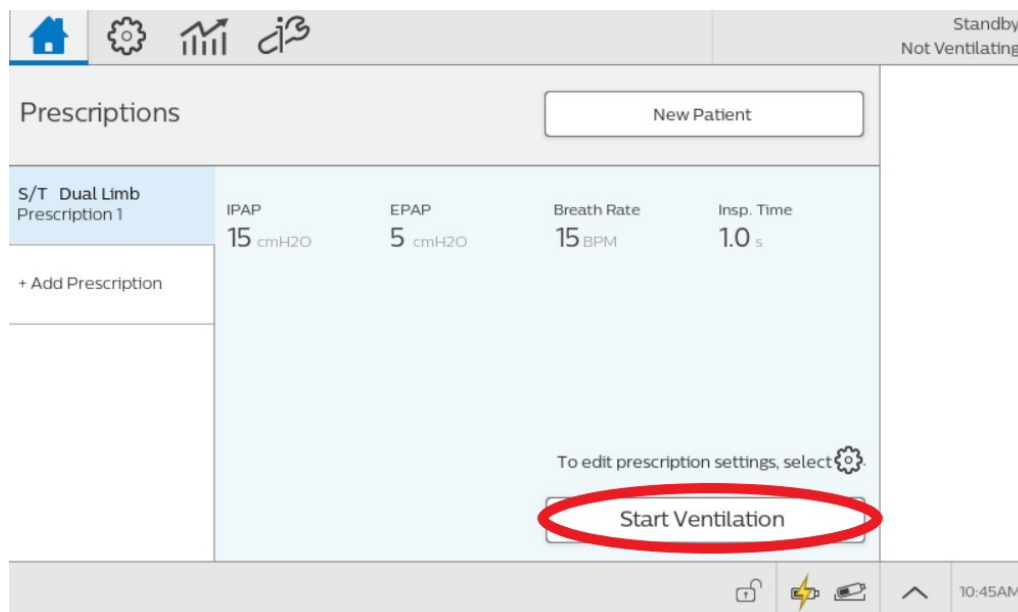 Standby
Not Ventilating
Prescriptions
New Patient
S/T Dual Limb
Prescription 1
+ Add Prescription
IPAP
15 cmH2O
EPAP
5 cmH2O
Breath Rate
15 BPM
Insp. Time
1.0 s
To edit prescription settings, select .
Start Ventilation
10:45AM